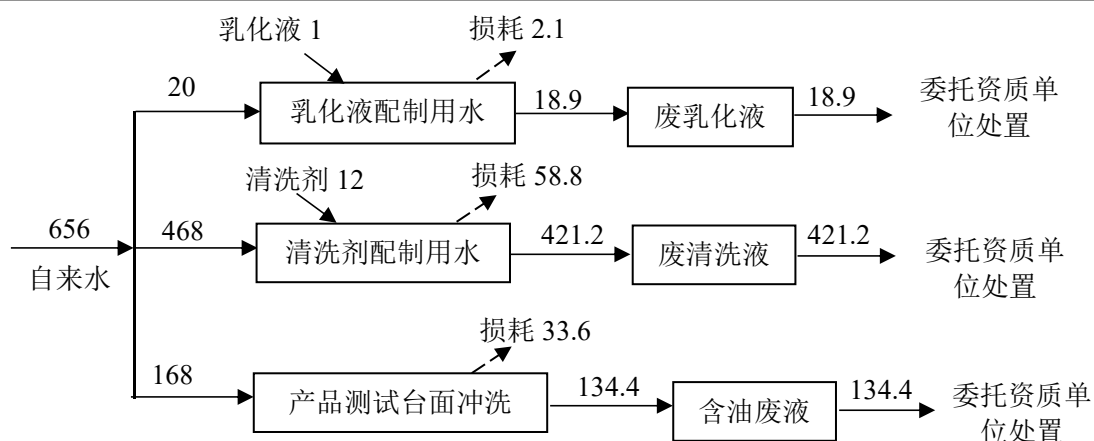 乳化液 1
损耗 2.1
20
乳化液配制用水
18.9
废乳化液
18.9
委托资质单
位处置
清洗剂 12
损耗 58.8
656
自来水
468
清洗剂配制用水
421.2
废清洗液
421.2
委托资质单
位处置
损耗 33.6
168
产品测试台面冲洗
134.4
含油废液
134.4
委托资质单
位处置